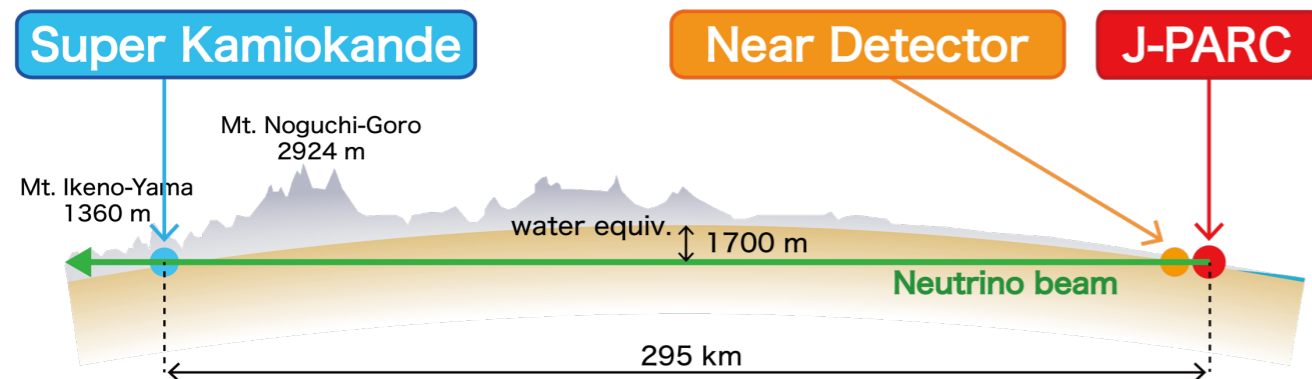 Super Kamiokande
Near Detector
J-PARC
Mt. Noguchi-Goro
2924 m
Mt. Ikeno-Yama
1360 m
water equiv.
1700 m
Neutrino beam
295 km